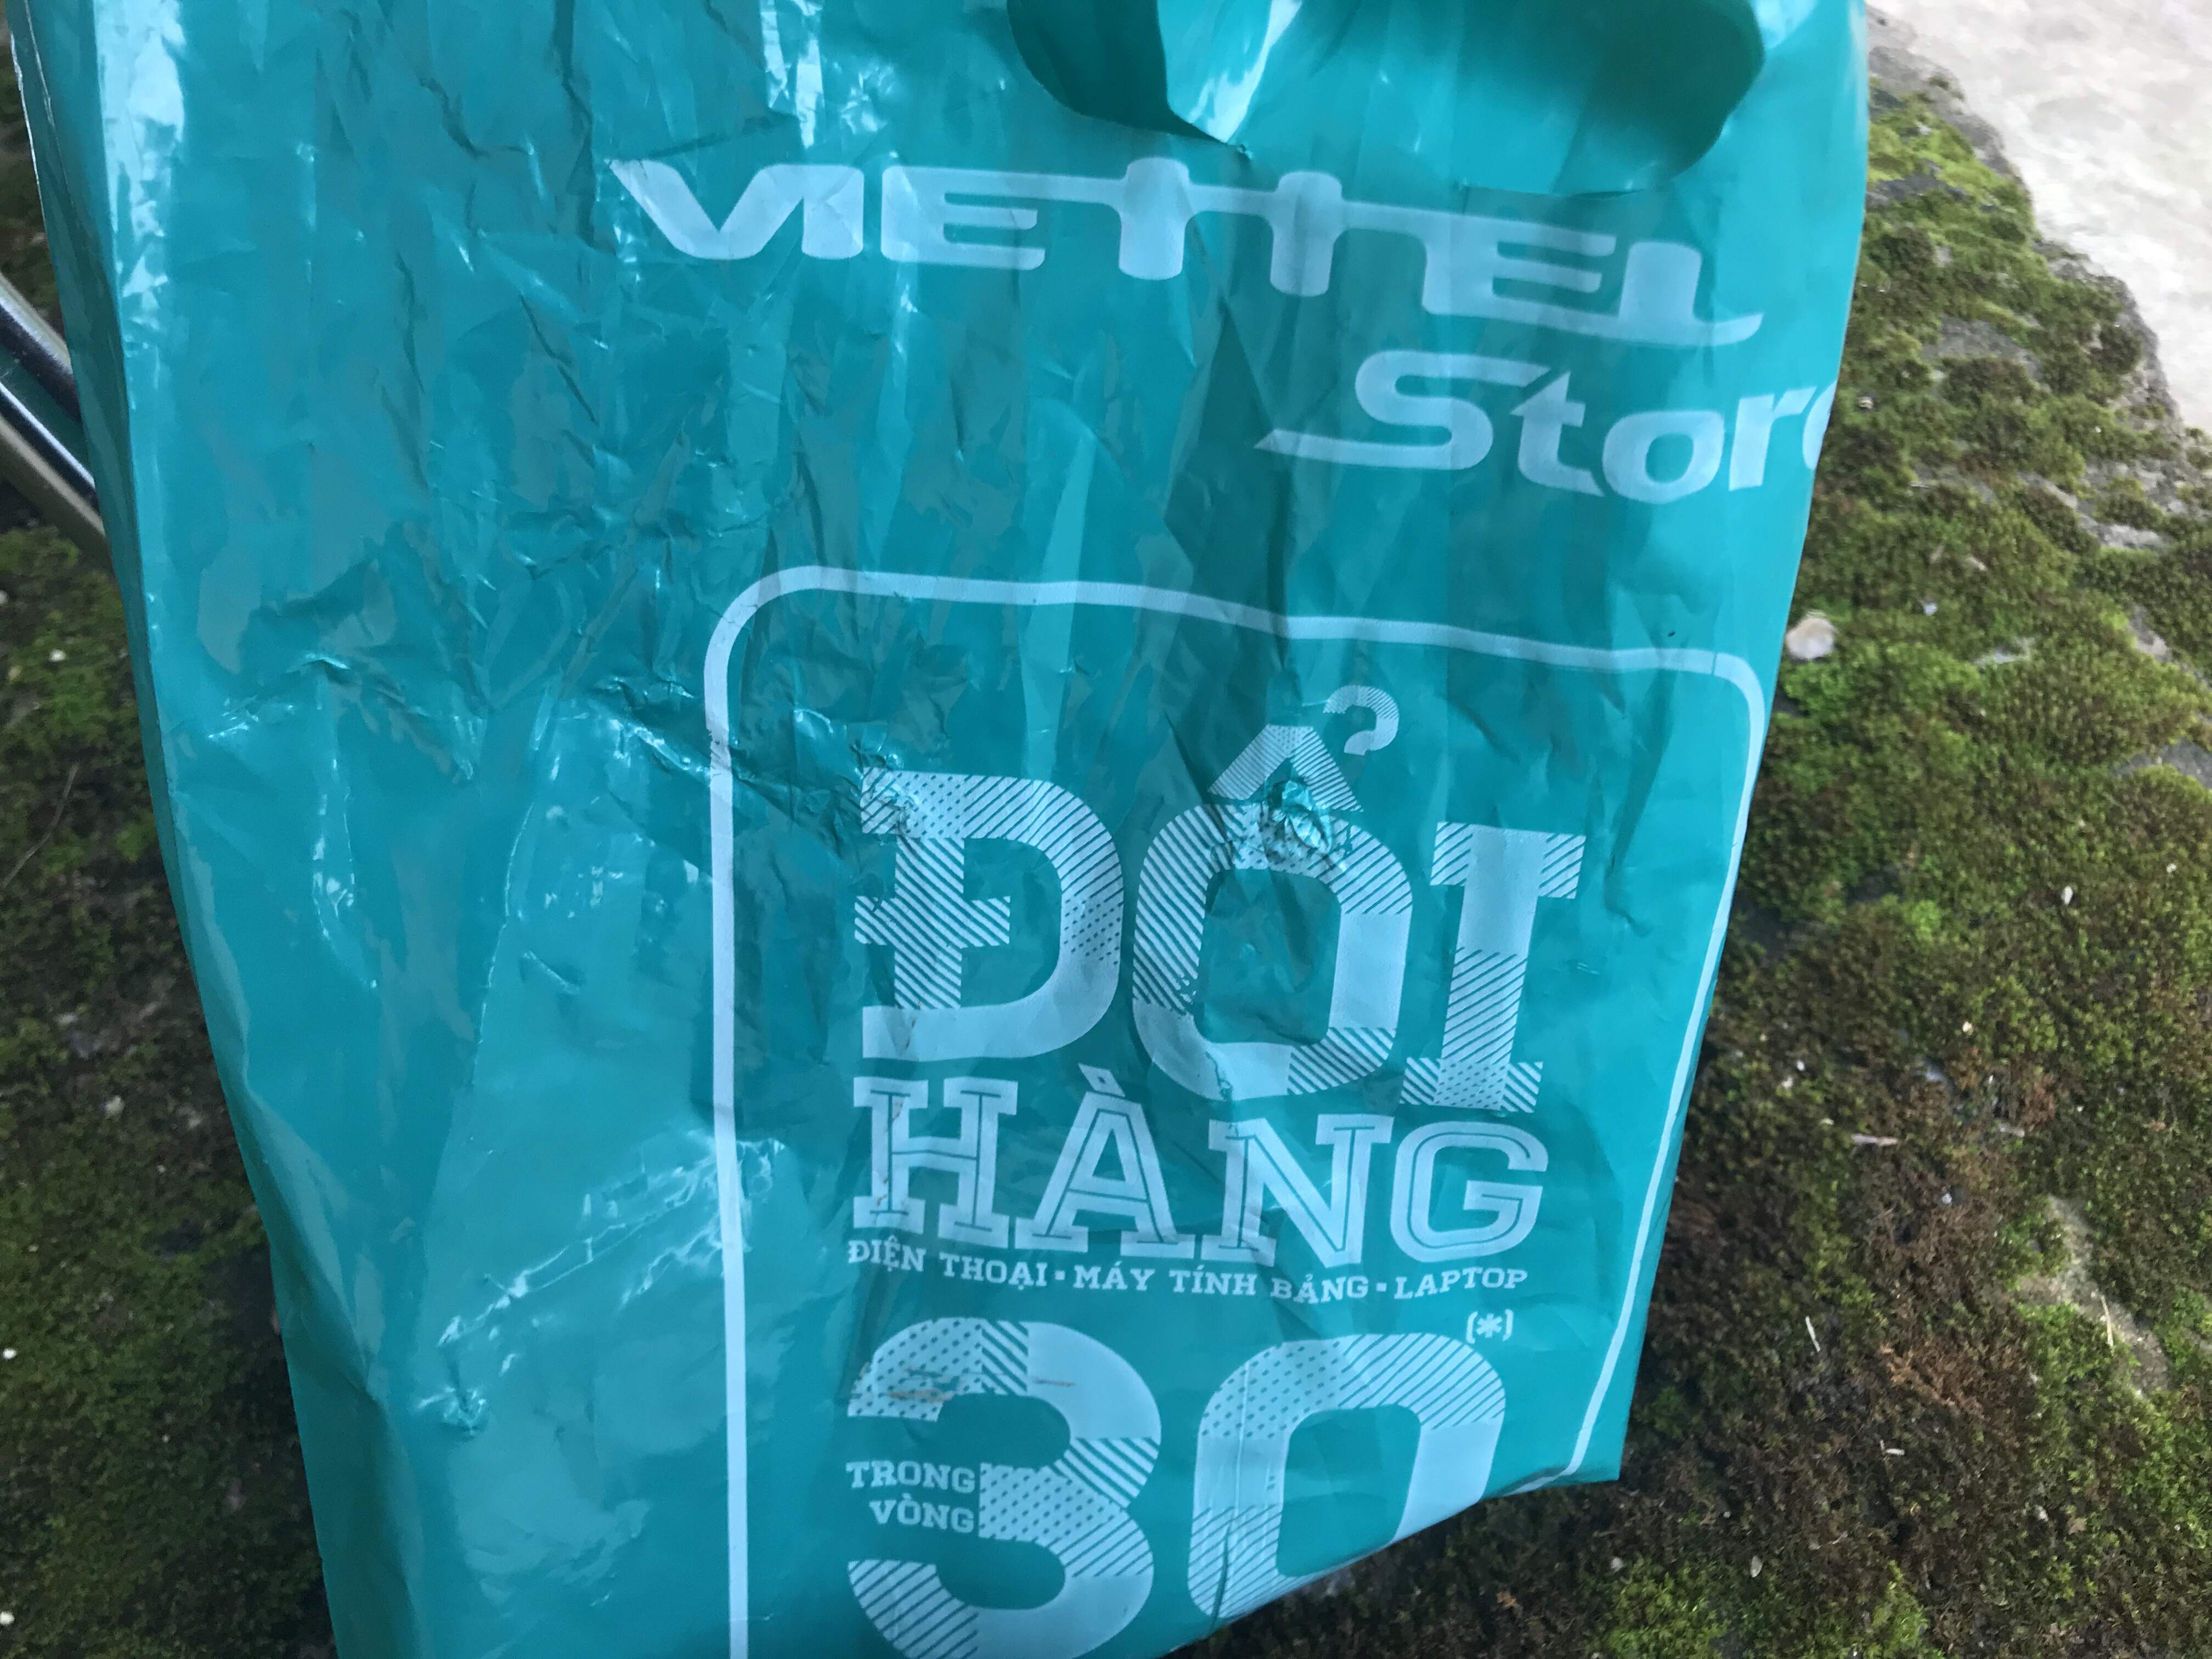 VIETTEL
Store
ĐỔI
HÀNG
ĐIỆN THOẠI ▪ MÁY TÍNH BẢNG ▪ LAPTOP
30 (*)
TRONG
VÒNG